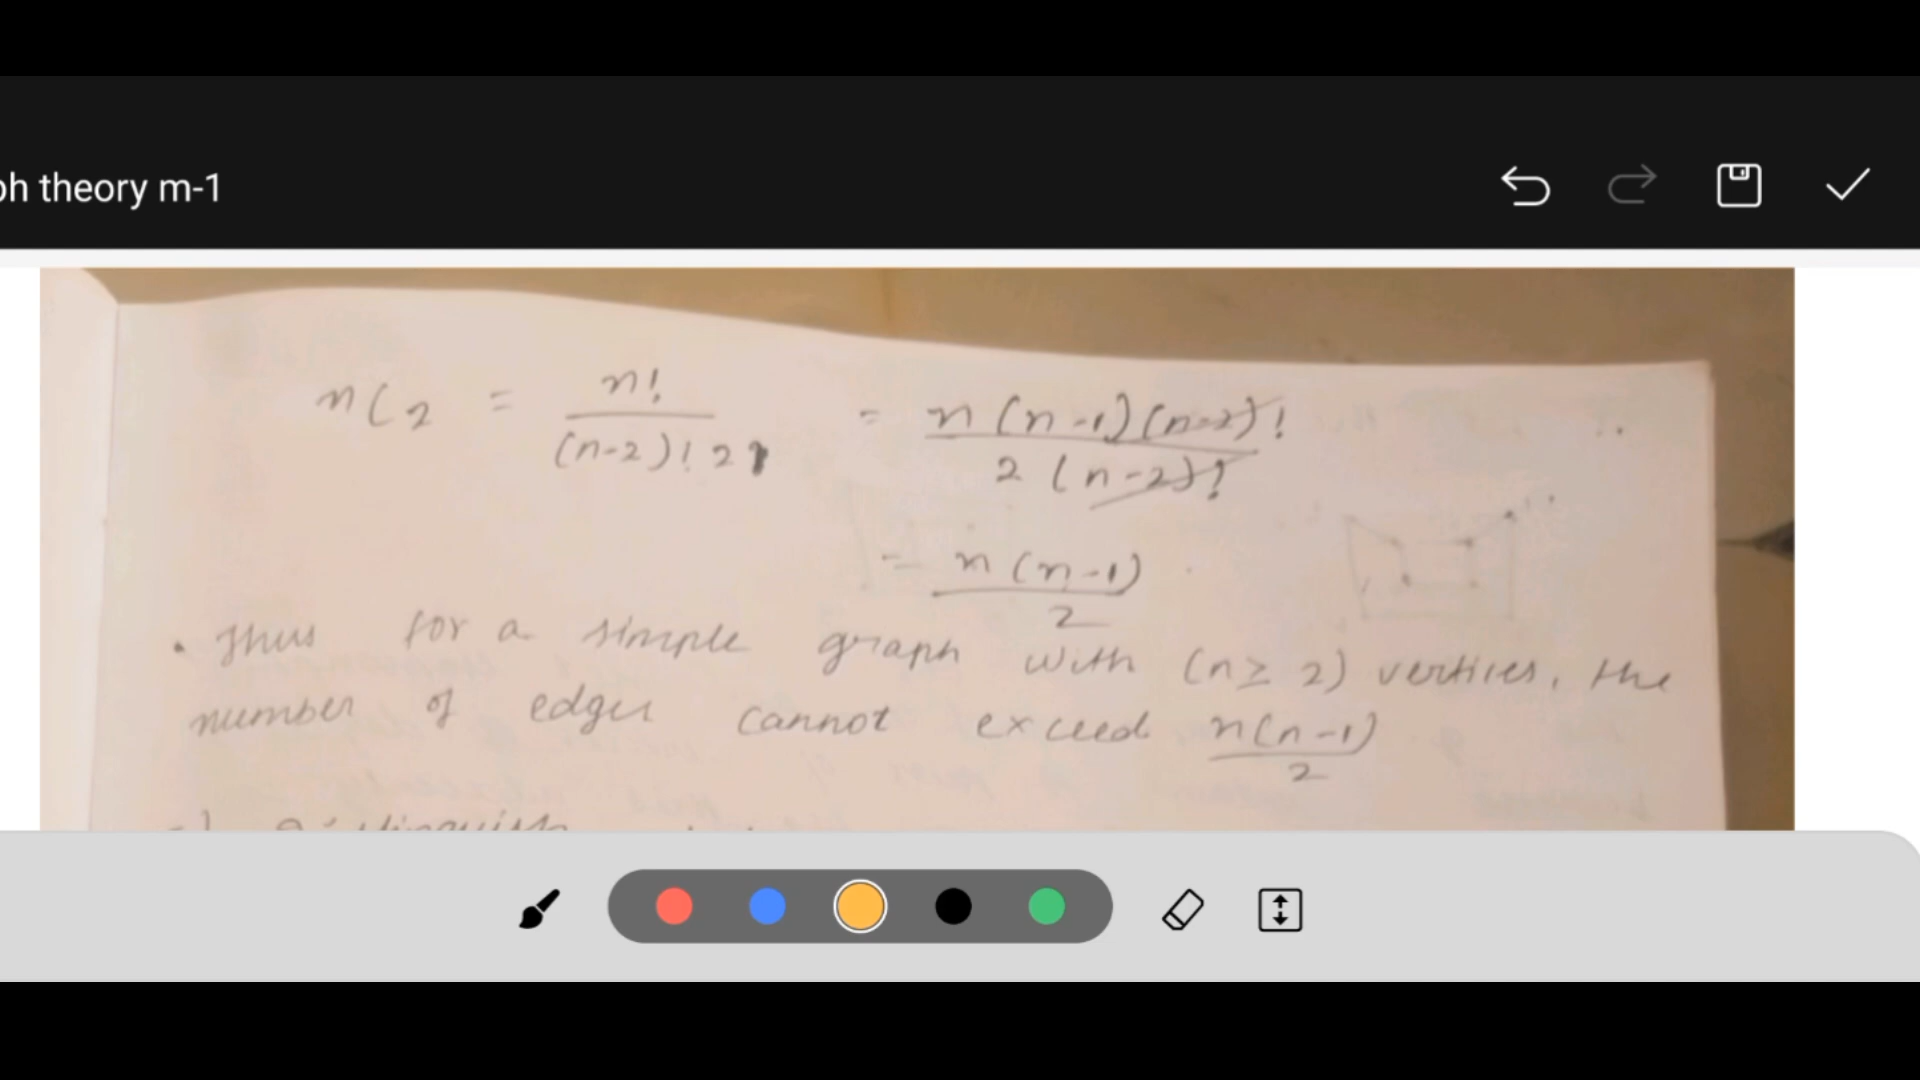 ph theory m-1
nC2 = n! / (n-2)! 2! = n (n-1) (n-2)! / 2 (n-2)!
= n (n-1) / 2
• Thus for a simple graph with (n ≥ 2) vertices, the
number of edges cannot exceed n(n-1) / 2